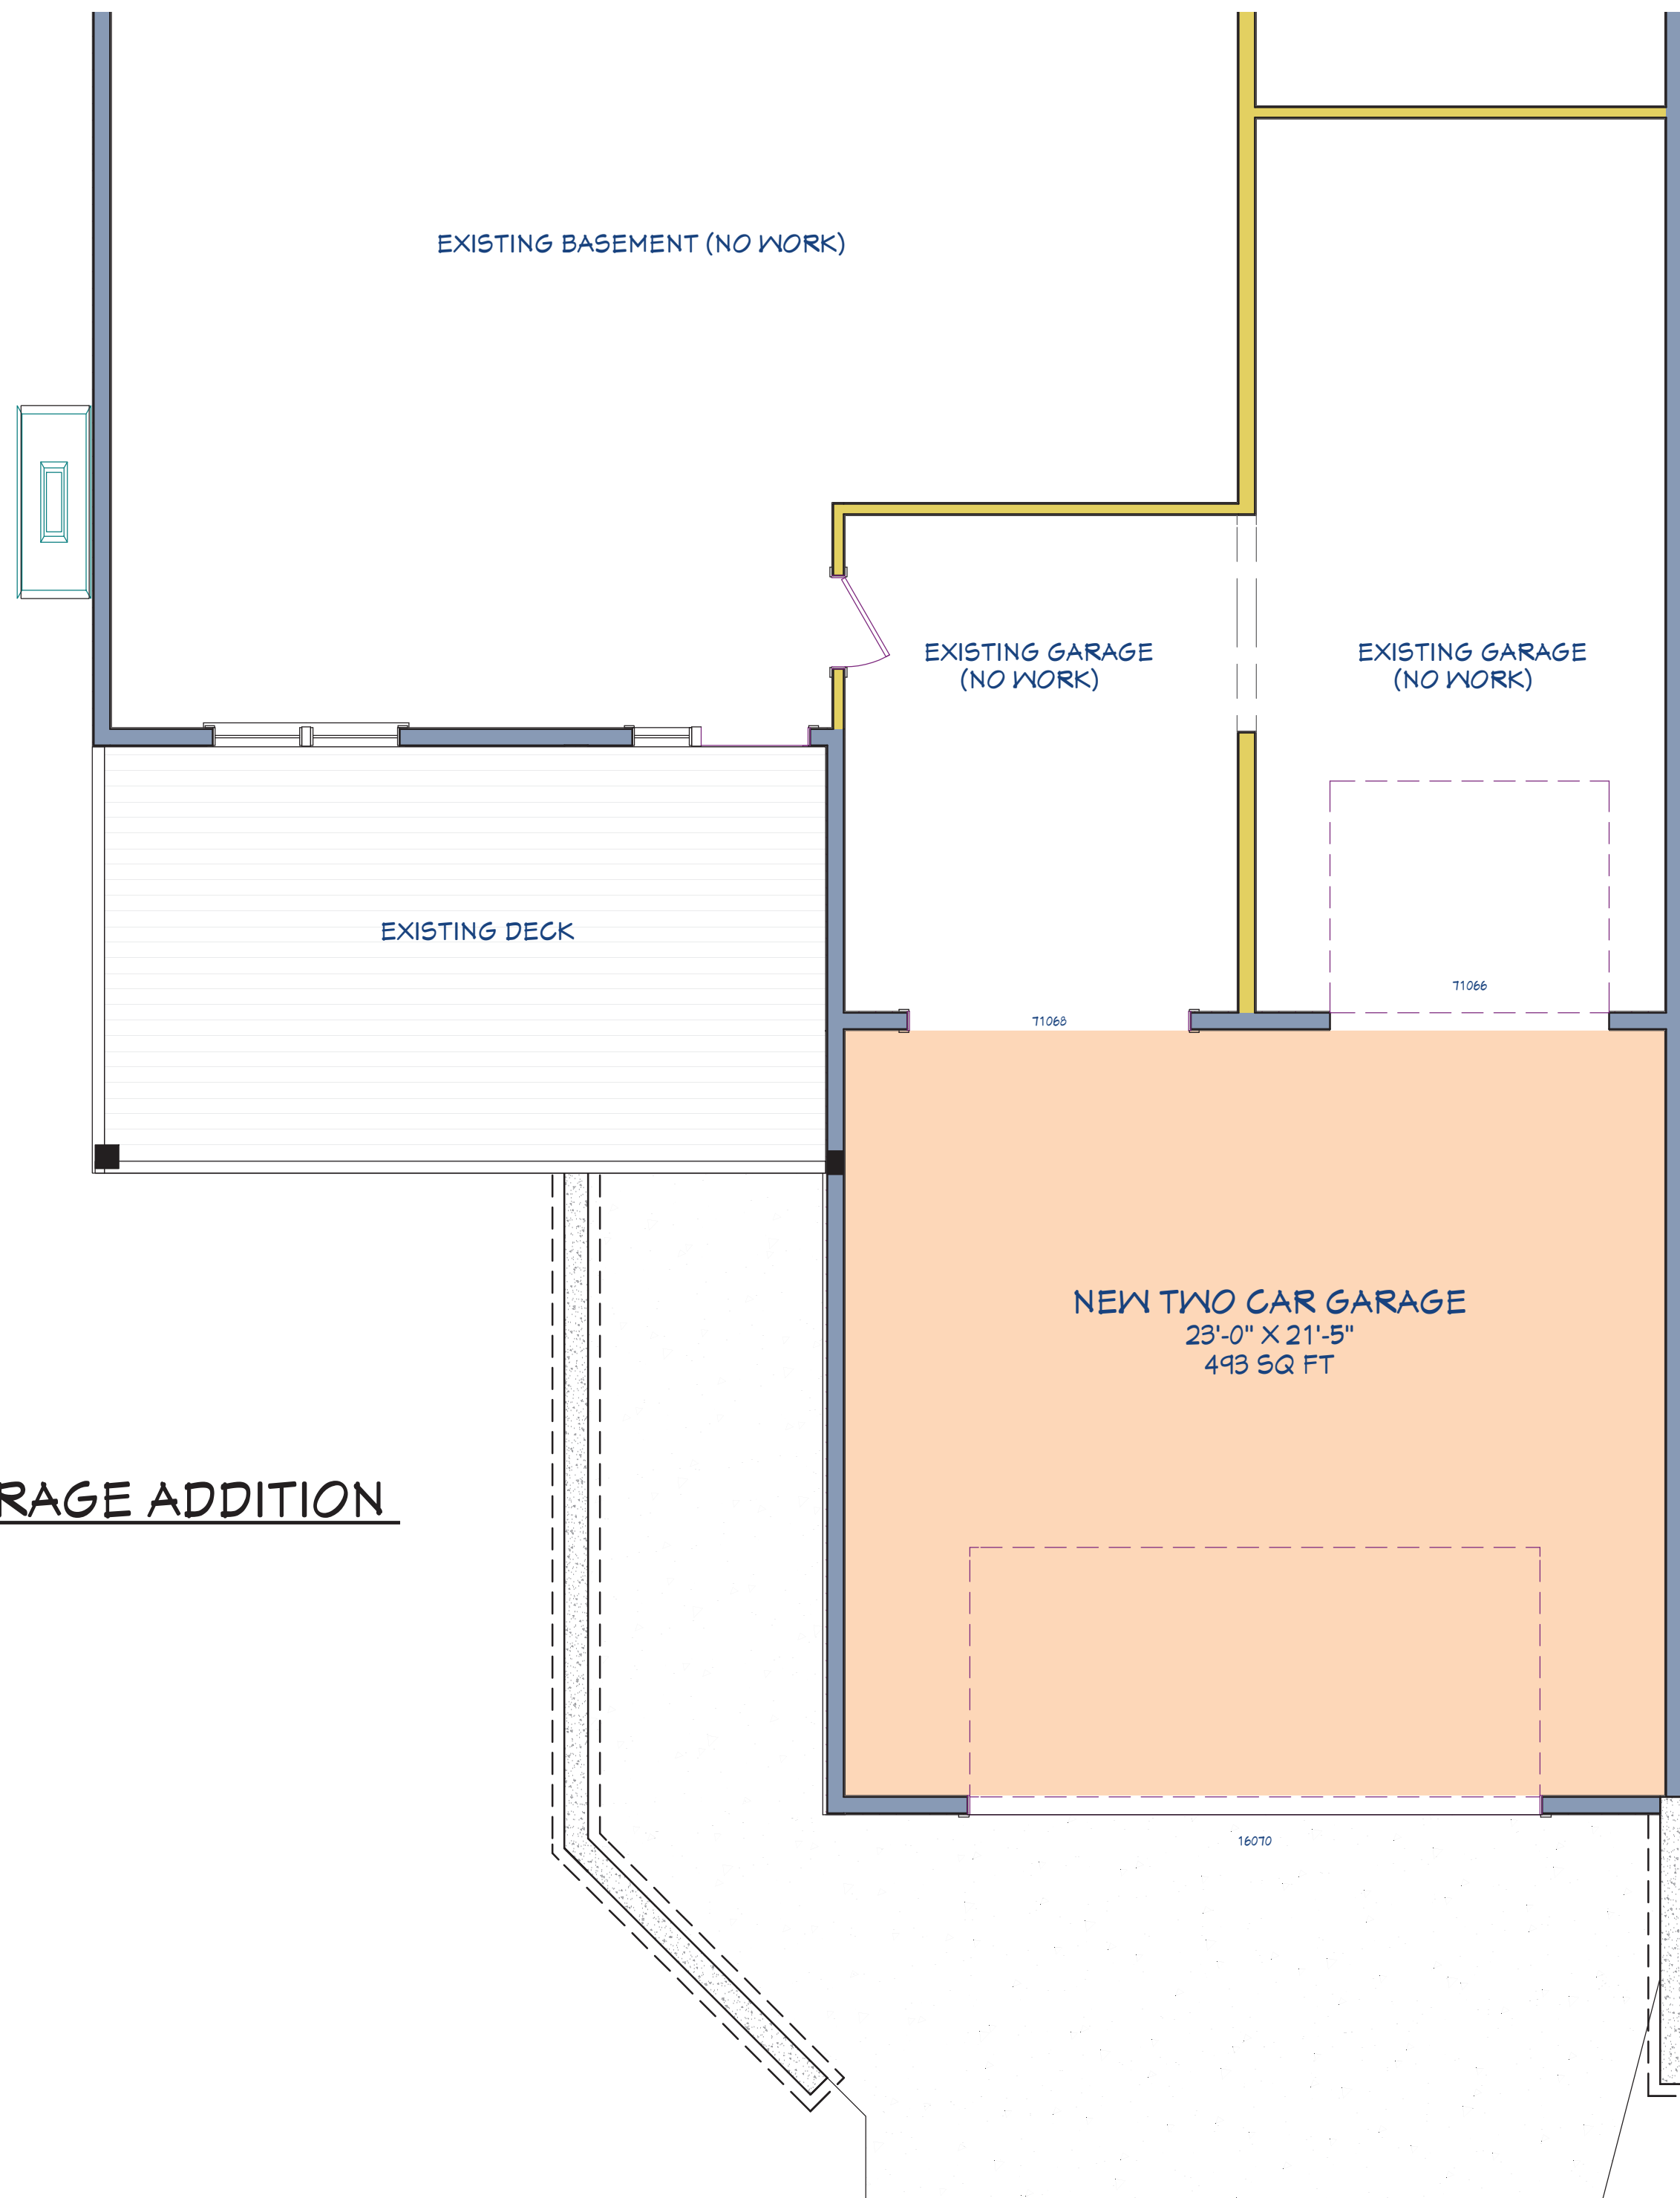 EXISTING BASEMENT (NO WORK)
EXISTING GARAGE
(NO WORK)
EXISTING GARAGE
(NO WORK)
EXISTING DECK
71066
71068
NEW TWO CAR GARAGE
23'-0" X 21'-5"
493 SQ FT
RAGE ADDITION
16070